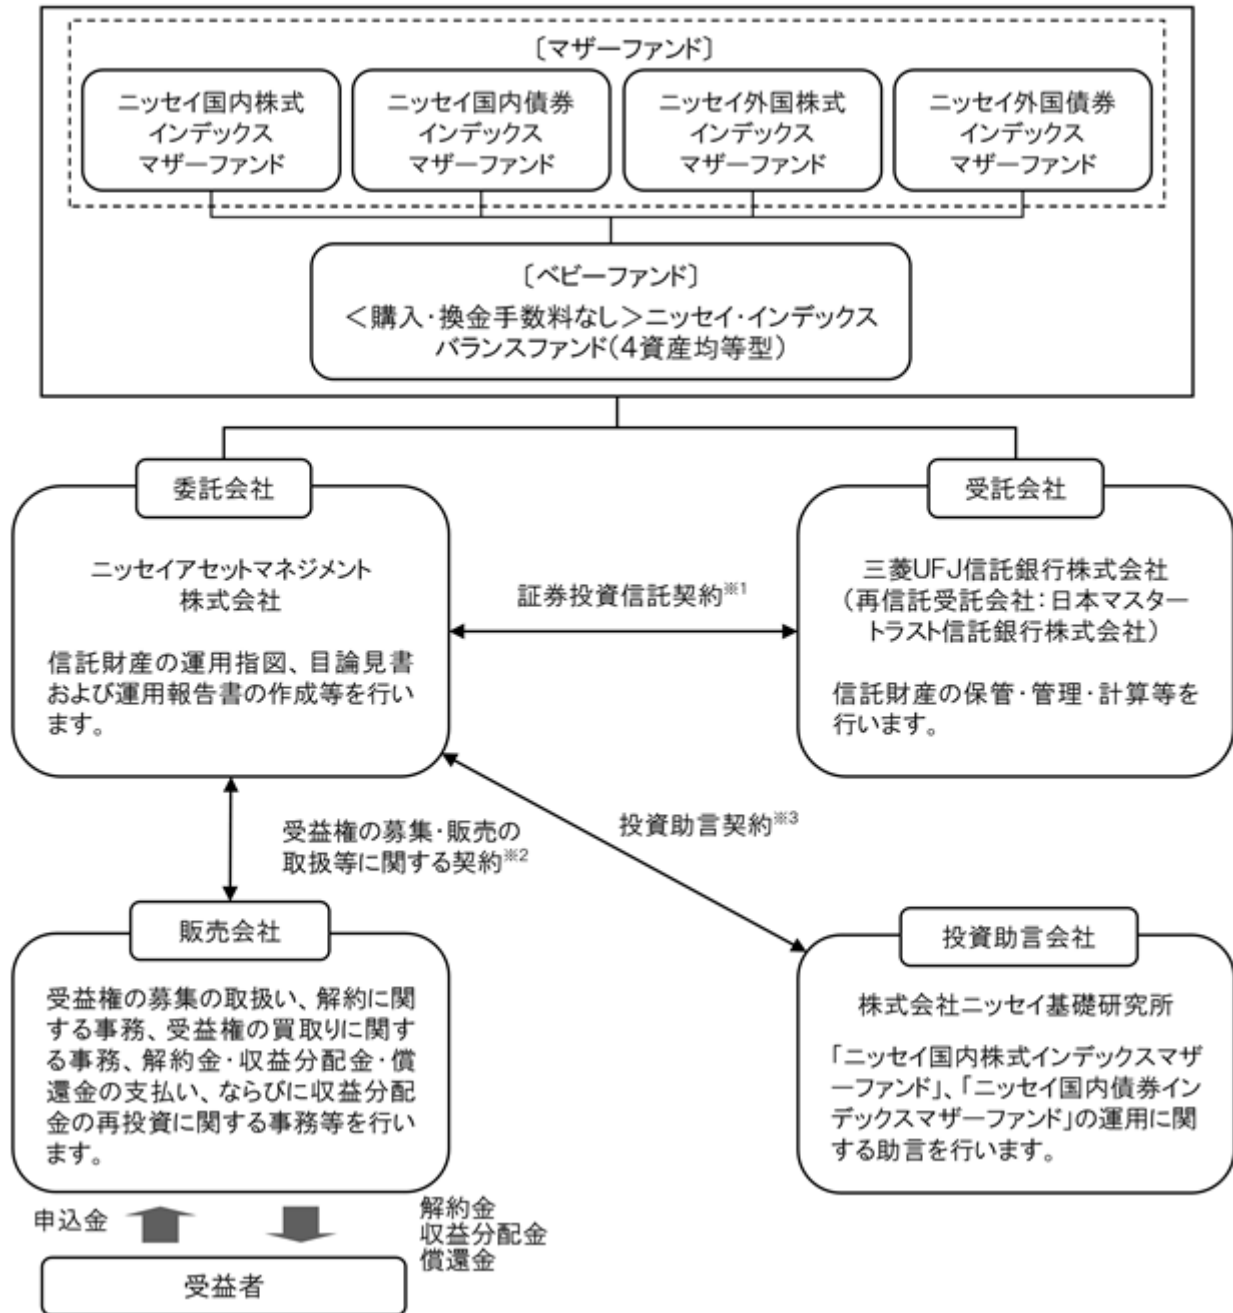 〔マザーファンド〕
ニッセイ国内株式
インデックス
マザーファンド
ニッセイ国内債券
インデックス
マザーファンド
ニッセイ外国株式
インデックス
マザーファンド
ニッセイ外国債券
インデックス
マザーファンド
〔ベビーファンド〕
＜購入・換金手数料なし＞ニッセイ・インデックス
バランスファンド（４資産均等型）
委託会社
ニッセイアセットマネジメント
株式会社
信託財産の運用指図、目論見書
および運用報告書の作成等を行い
ます。
証券投資信託契約※1
受託会社
三菱UFJ信託銀行株式会社
（再信託受託会社：日本マスター
トラスト信託銀行株式会社）
信託財産の保管・管理・計算等を
行います。
受益権の募集・販売の
取扱等に関する契約※2
投資助言契約※3
販売会社
受益権の募集の取扱い、解約に関
する事務、受益権の買取りに関す
る事務、解約金・収益分配金・償
還金の支払い、ならびに収益分配
金の再投資に関する事務等を行い
ます。
投資助言会社
株式会社ニッセイ基礎研究所
「ニッセイ国内株式インデックスマザ
ーファンド」、「ニッセイ国内債券イン
デックスマザーファンド」の運用に関
する助言を行います。
申込金
解約金
収益分配金
償還金
受益者